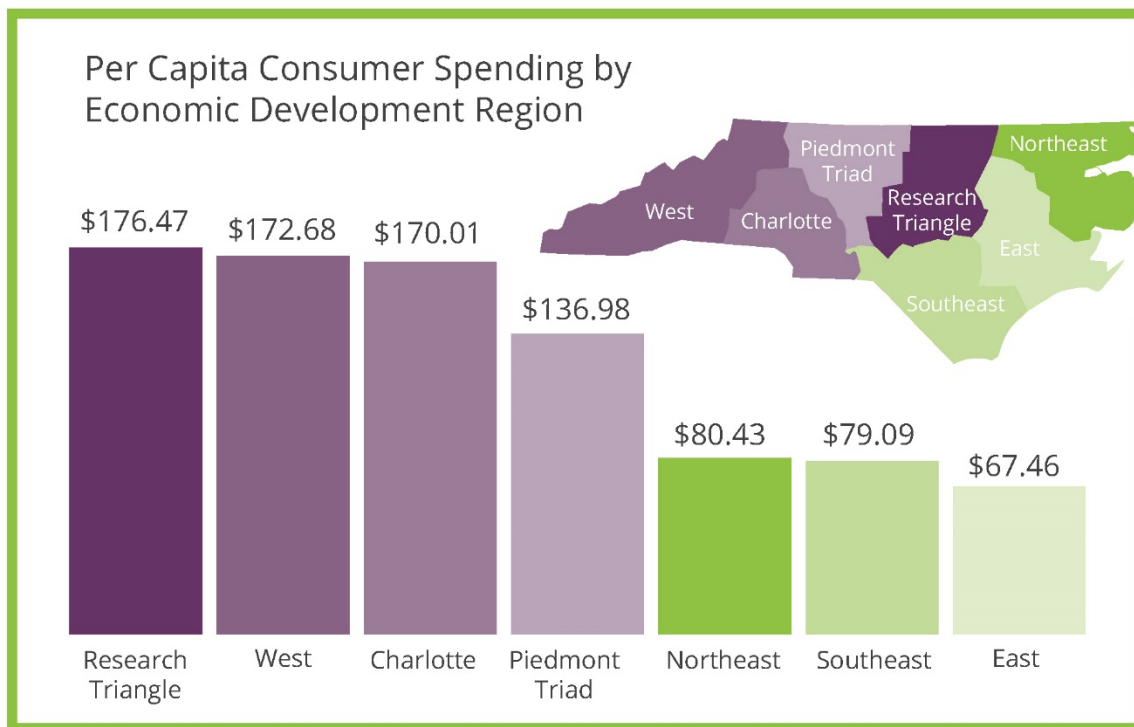 Per Capita Consumer Spending by
Economic Development Region
Northeast
Piedmont
Triad
West
Charlotte
Research
Triangle
East
Southeast
$176.47
$172.68
$170.01
$136.98
$80.43
$79.09
$67.46
Research
Triangle
West
Charlotte
Piedmont
Triad
Northeast
Southeast
East